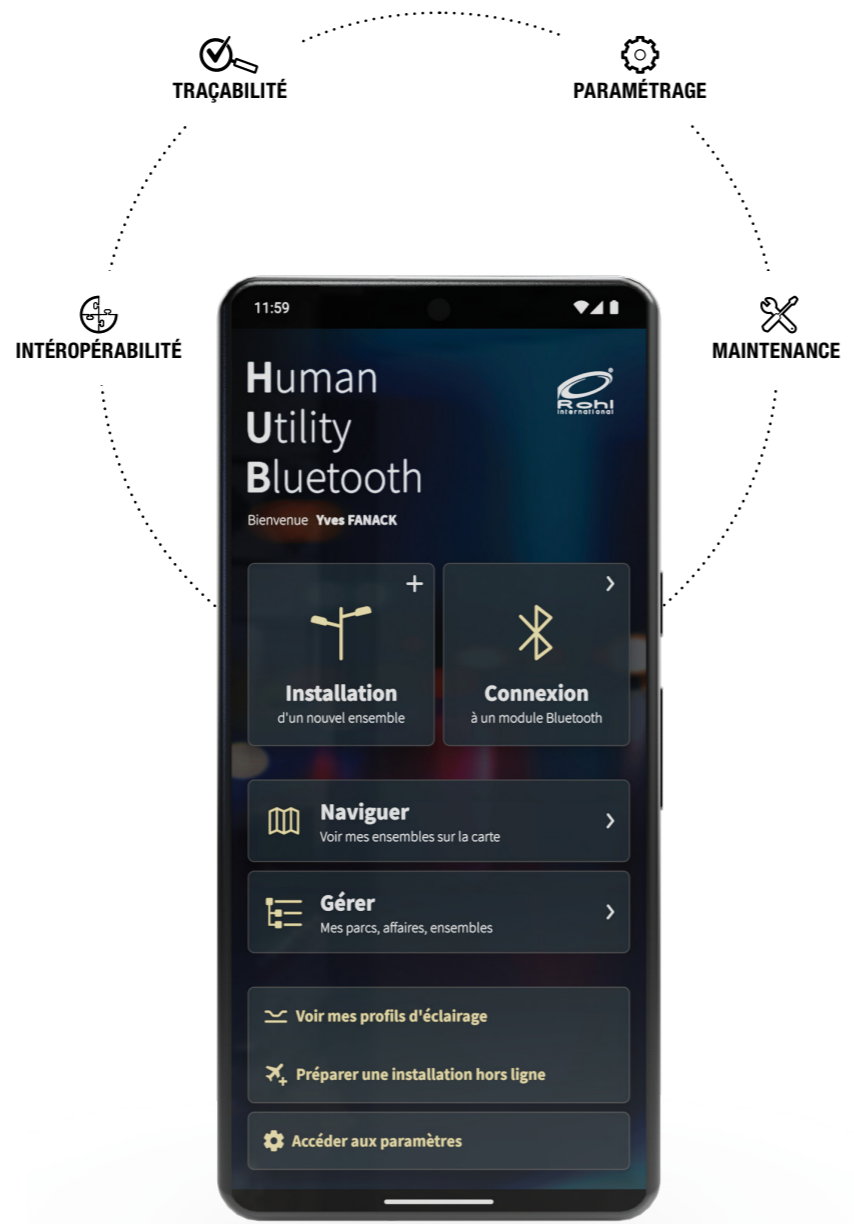 TRAÇABILITÉ
PARAMÉTRAGE
INTÉROPÉRABILITÉ
MAINTENANCE
11:59
Human
Utility
Bluetooth
Rohl
international
Bienvenue Yves FANACK
Installation
d'un nouvel ensemble
Connexion
à un module Bluetooth
Naviguer
Voir mes ensembles sur la carte
Gérer
Mes parcs, affaires, ensembles
Voir mes profils d'éclairage
Préparer une installation hors ligne
Accéder aux paramètres